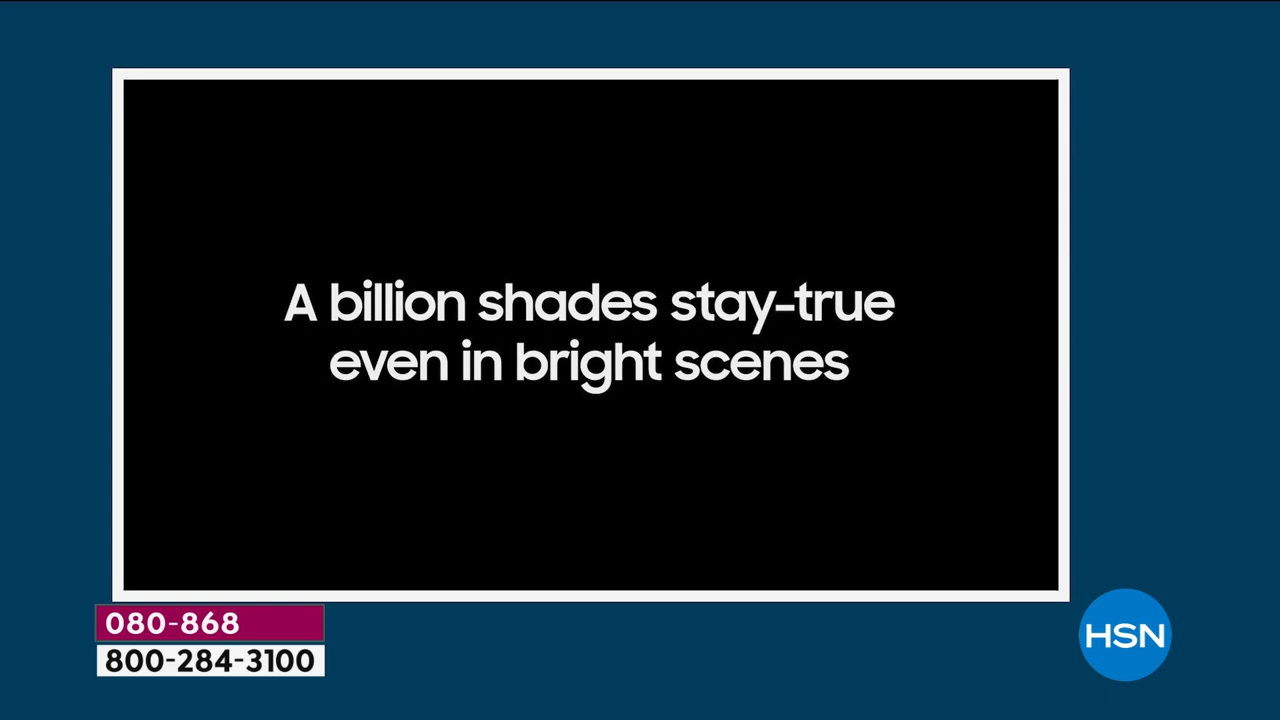 A billion shades stay-true
even in bright scenes
080-868
800-284-3100
HSN